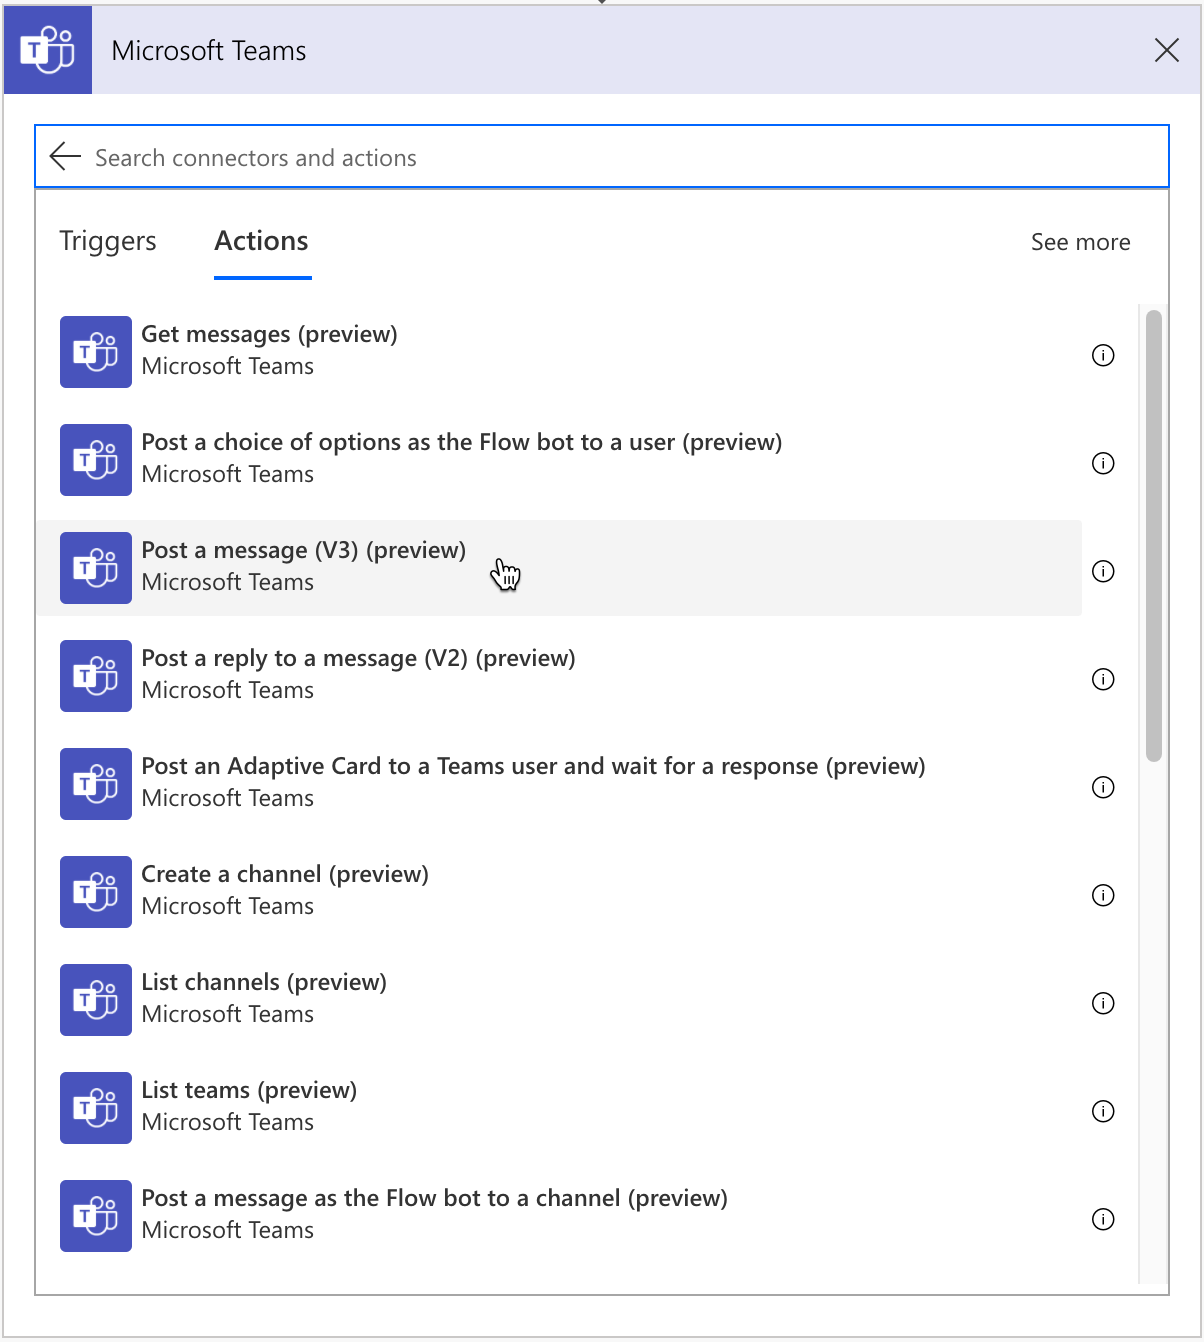 Microsoft Teams
Search connectors and actions
Triggers
Actions
See more
Get messages (preview)
Microsoft Teams
Post a choice of options as the Flow bot to a user (preview)
Microsoft Teams
Post a message (V3) (preview)
Microsoft Teams
Post a reply to a message (V2) (preview)
Microsoft Teams
Post an Adaptive Card to a Teams user and wait for a response (preview)
Microsoft Teams
Create a channel (preview)
Microsoft Teams
List channels (preview)
Microsoft Teams
List teams (preview)
Microsoft Teams
Post a message as the Flow bot to a channel (preview)
Microsoft Teams